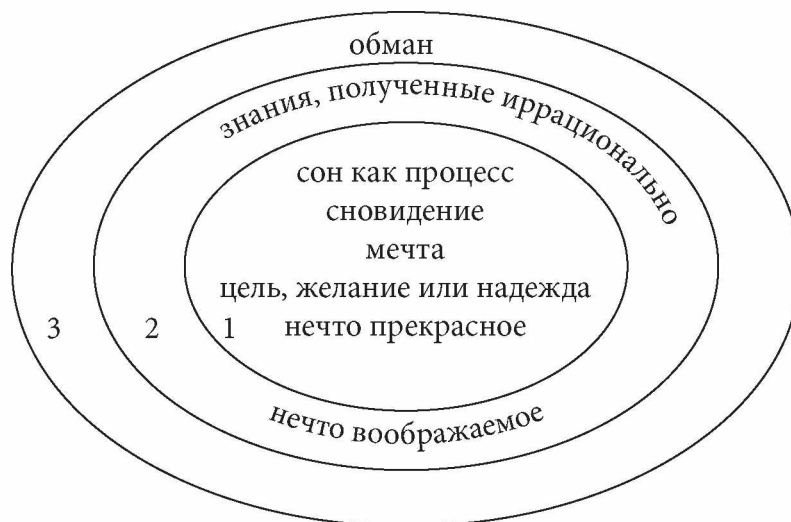 обман
знания, полученные иррационально
сон как процесс
сновидение
мечта
цель, желание или надежда
3 2 1 нечто прекрасное
нечто воображаемое